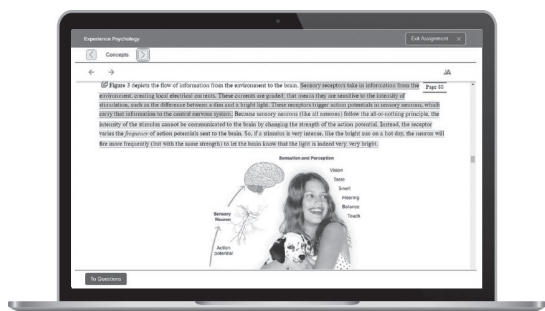 Experience Psychology
Exit Assignment ×
Concepts
Figure 3 depicts the flow of information from the environment to the brain. Sensory receptors take in information from the
Page 80
environment, creating local electrical currents. These currents are graded; that means they are sensitive to the intensity of
stimulation, such as the difference between a dim and a bright light. These receptors trigger action potentials in sensory neurons, which
carry that information to the central nervous system. Because sensory neurons (like all neurons) follow the all-or-nothing principle, the
intensity of the stimulus cannot be communicated to the brain by changing the strength of the action potential. Instead, the receptor
varies the frequency of action potentials sent to the brain. So, if a stimulus is very intense, like the bright sun on a hot day, the neuron will
fire more frequently (but with the same strength) to let the brain know that the light is indeed very, very bright.
Sensation and Perception
Vision
Taste
Smell
Hearing
Balance
Touch
Sensory
Neuron
Action
potential
To Questions